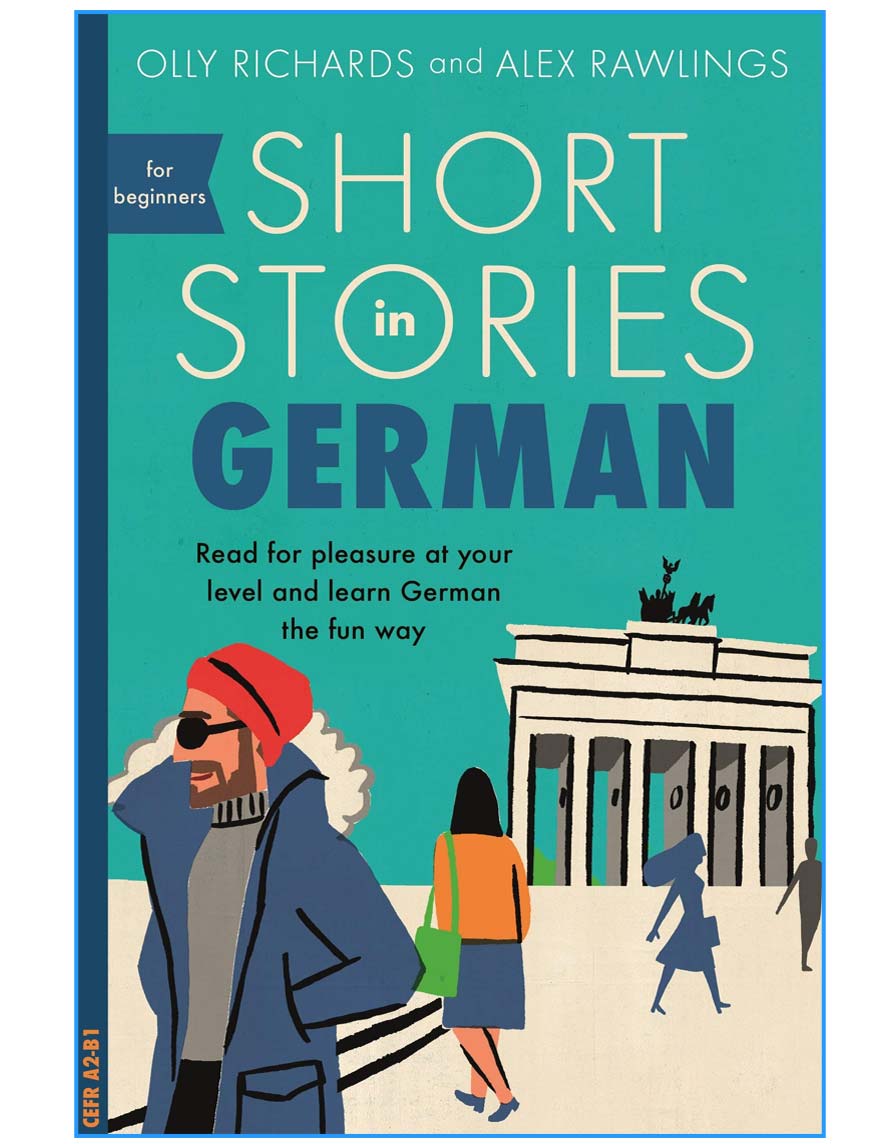 OLLY RICHARDS and ALEX RAWLINGS
for
beginners
SHORT
STORIES
in
GERMAN
Read for pleasure at your
level and learn German
the fun way
CEFR A2-B1